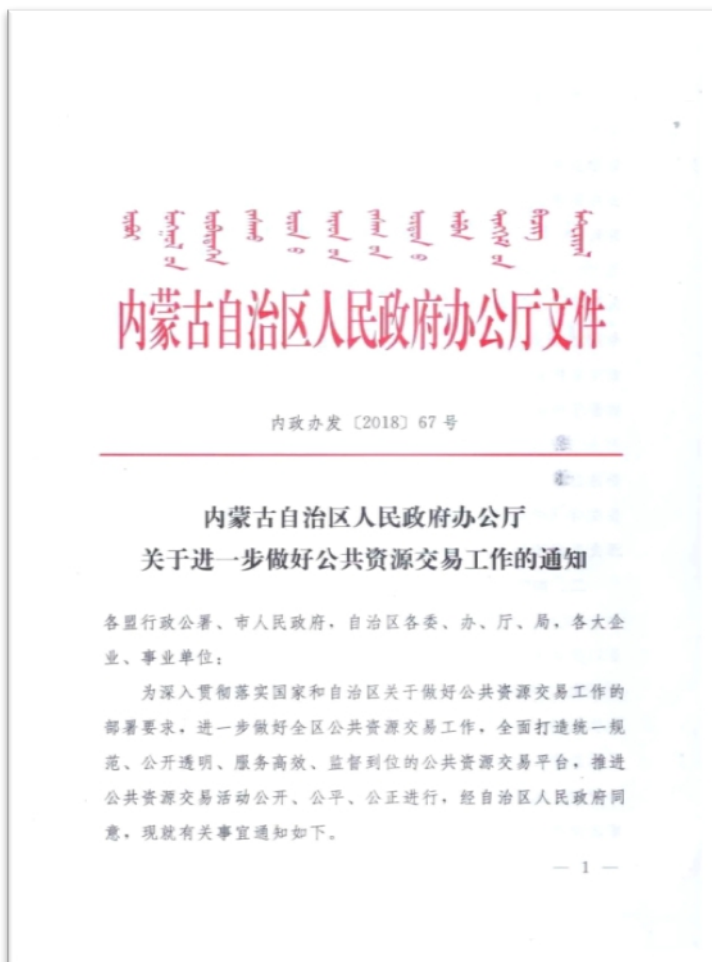 内蒙古自治区人民政府办公厅文件
内政办发〔2018〕67 号
内蒙古自治区人民政府办公厅
关于进一步做好公共资源交易工作的通知
各盟行政公署、市人民政府，自治区各委、办、厅、局，各大企
业、事业单位：
为深入贯彻落实国家和自治区关于做好公共资源交易工作的
部署要求，进一步做好全区公共资源交易工作，全面打造统一规
范、公开透明、服务高效、监督到位的公共资源交易平台，推进
公共资源交易活动公开、公平、公正进行，经自治区人民政府同
意，现就有关事宜通知如下。
— 1 —